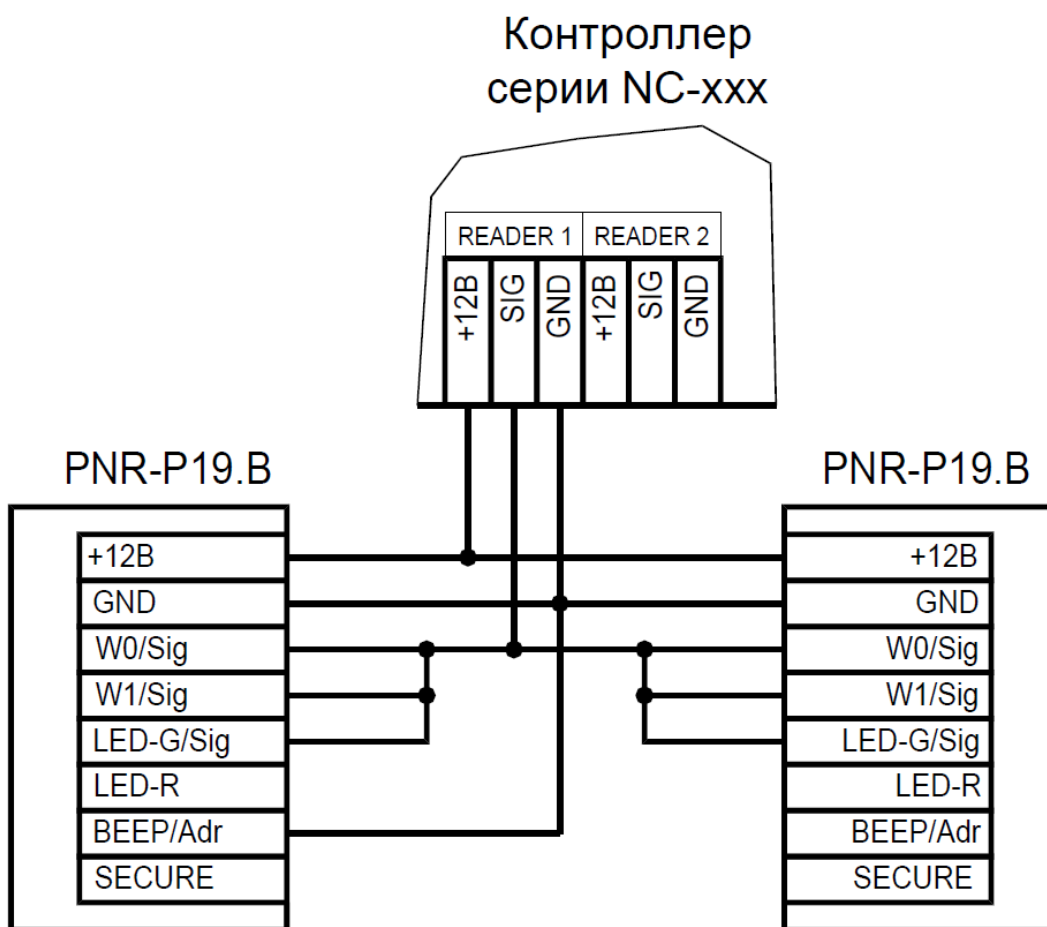 Контроллер
серии NC-xxx
READER 1 READER 2
+12В SIG GND +12В SIG GND
PNR-P19.B PNR-P19.B
+12В +12В
GND GND
W0/Sig W0/Sig
W1/Sig W1/Sig
LED-G/Sig LED-G/Sig
LED-R LED-R
BEEP/Adr BEEP/Adr
SECURE SECURE